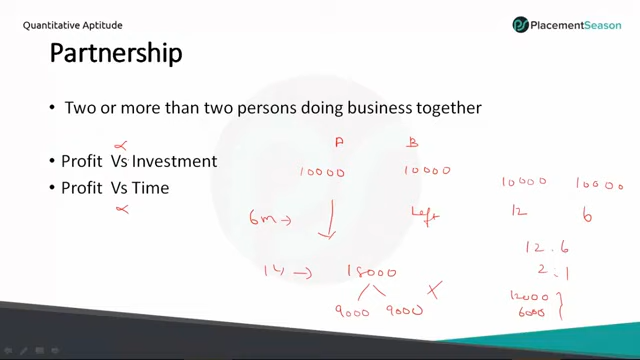 Quantitative Aptitude
PlacementSeason
Partnership
Two or more than two persons doing business together
A B
∝
Profit Vs Investment
10000 10000
Profit Vs Time
10000 10000
∝
6m → Left
12 6
12 : 6
2 : 1
→ 18000
9000 9000 X
12000
6000